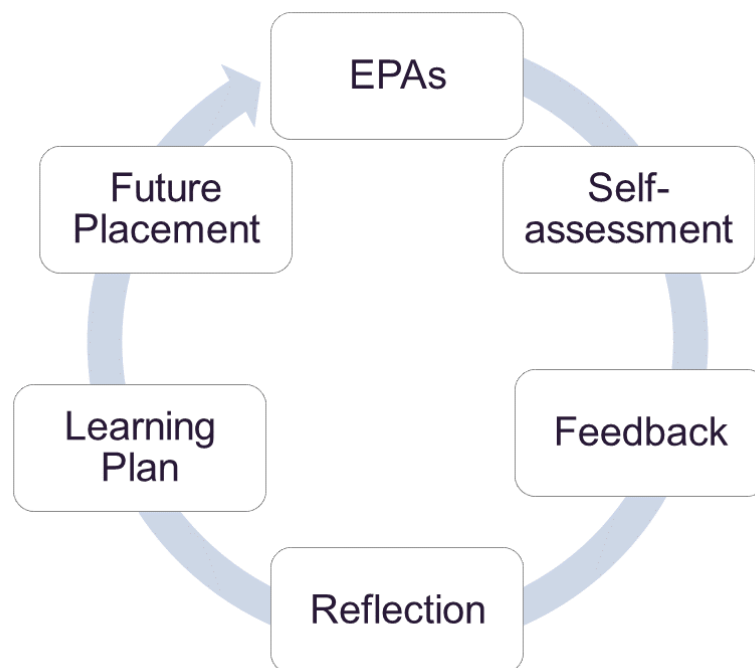 EPAs
Self-
assessment
Feedback
Reflection
Learning
Plan
Future
Placement